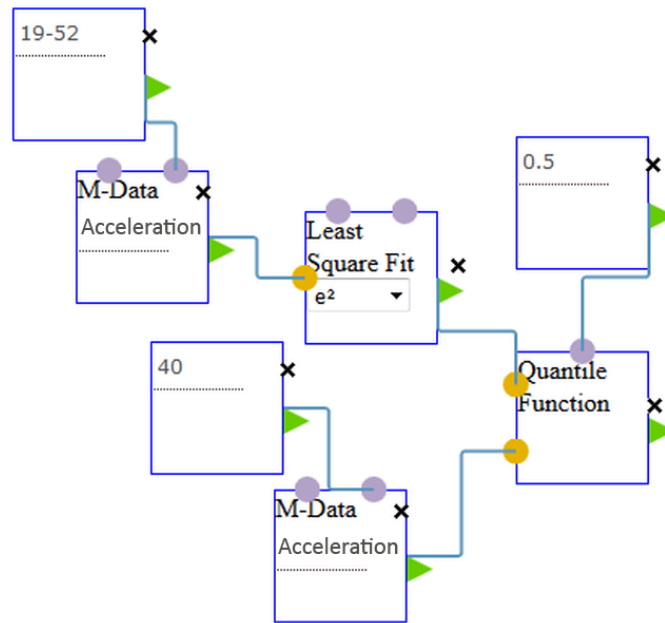 19-52
M-Data
Acceleration
0.5
Least
Square Fit
e²
40
Quantile
Function
M-Data
Acceleration